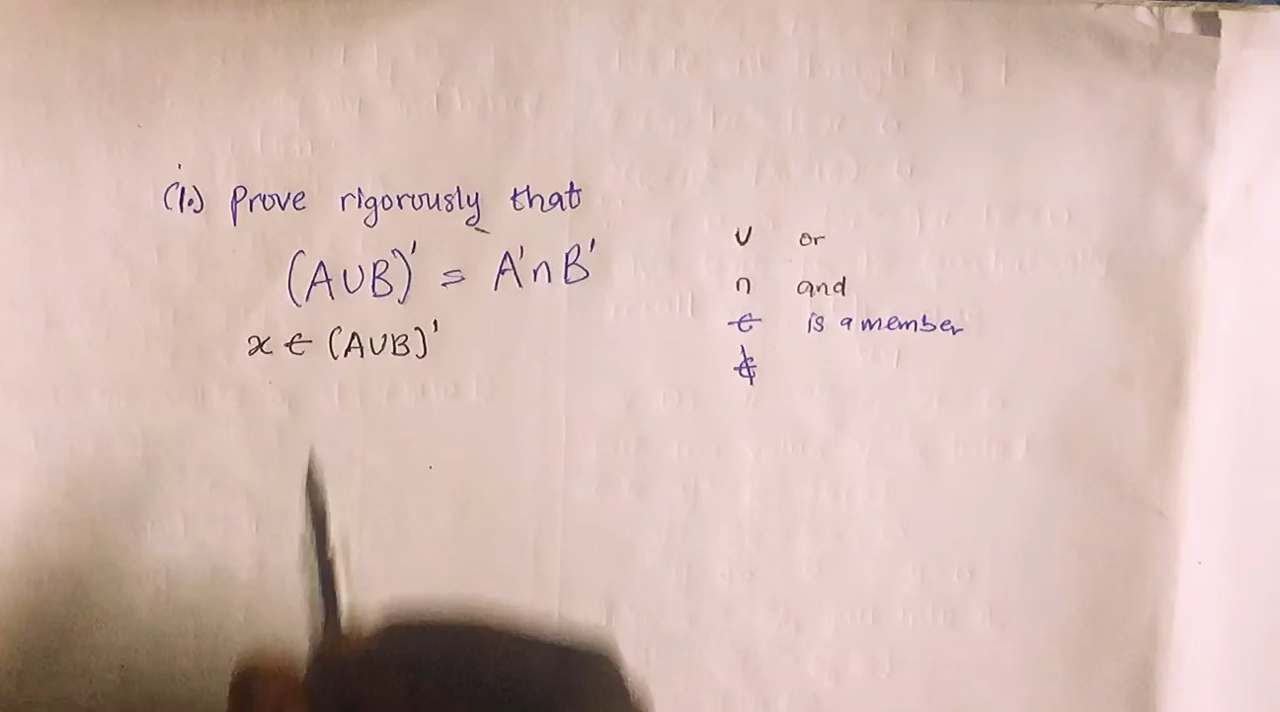 (1.) Prove rigorously that
(A∪B)' = A'∩B'
x ∈ (A∪B)'
∪ or
∩ and
∈ is a member
∉